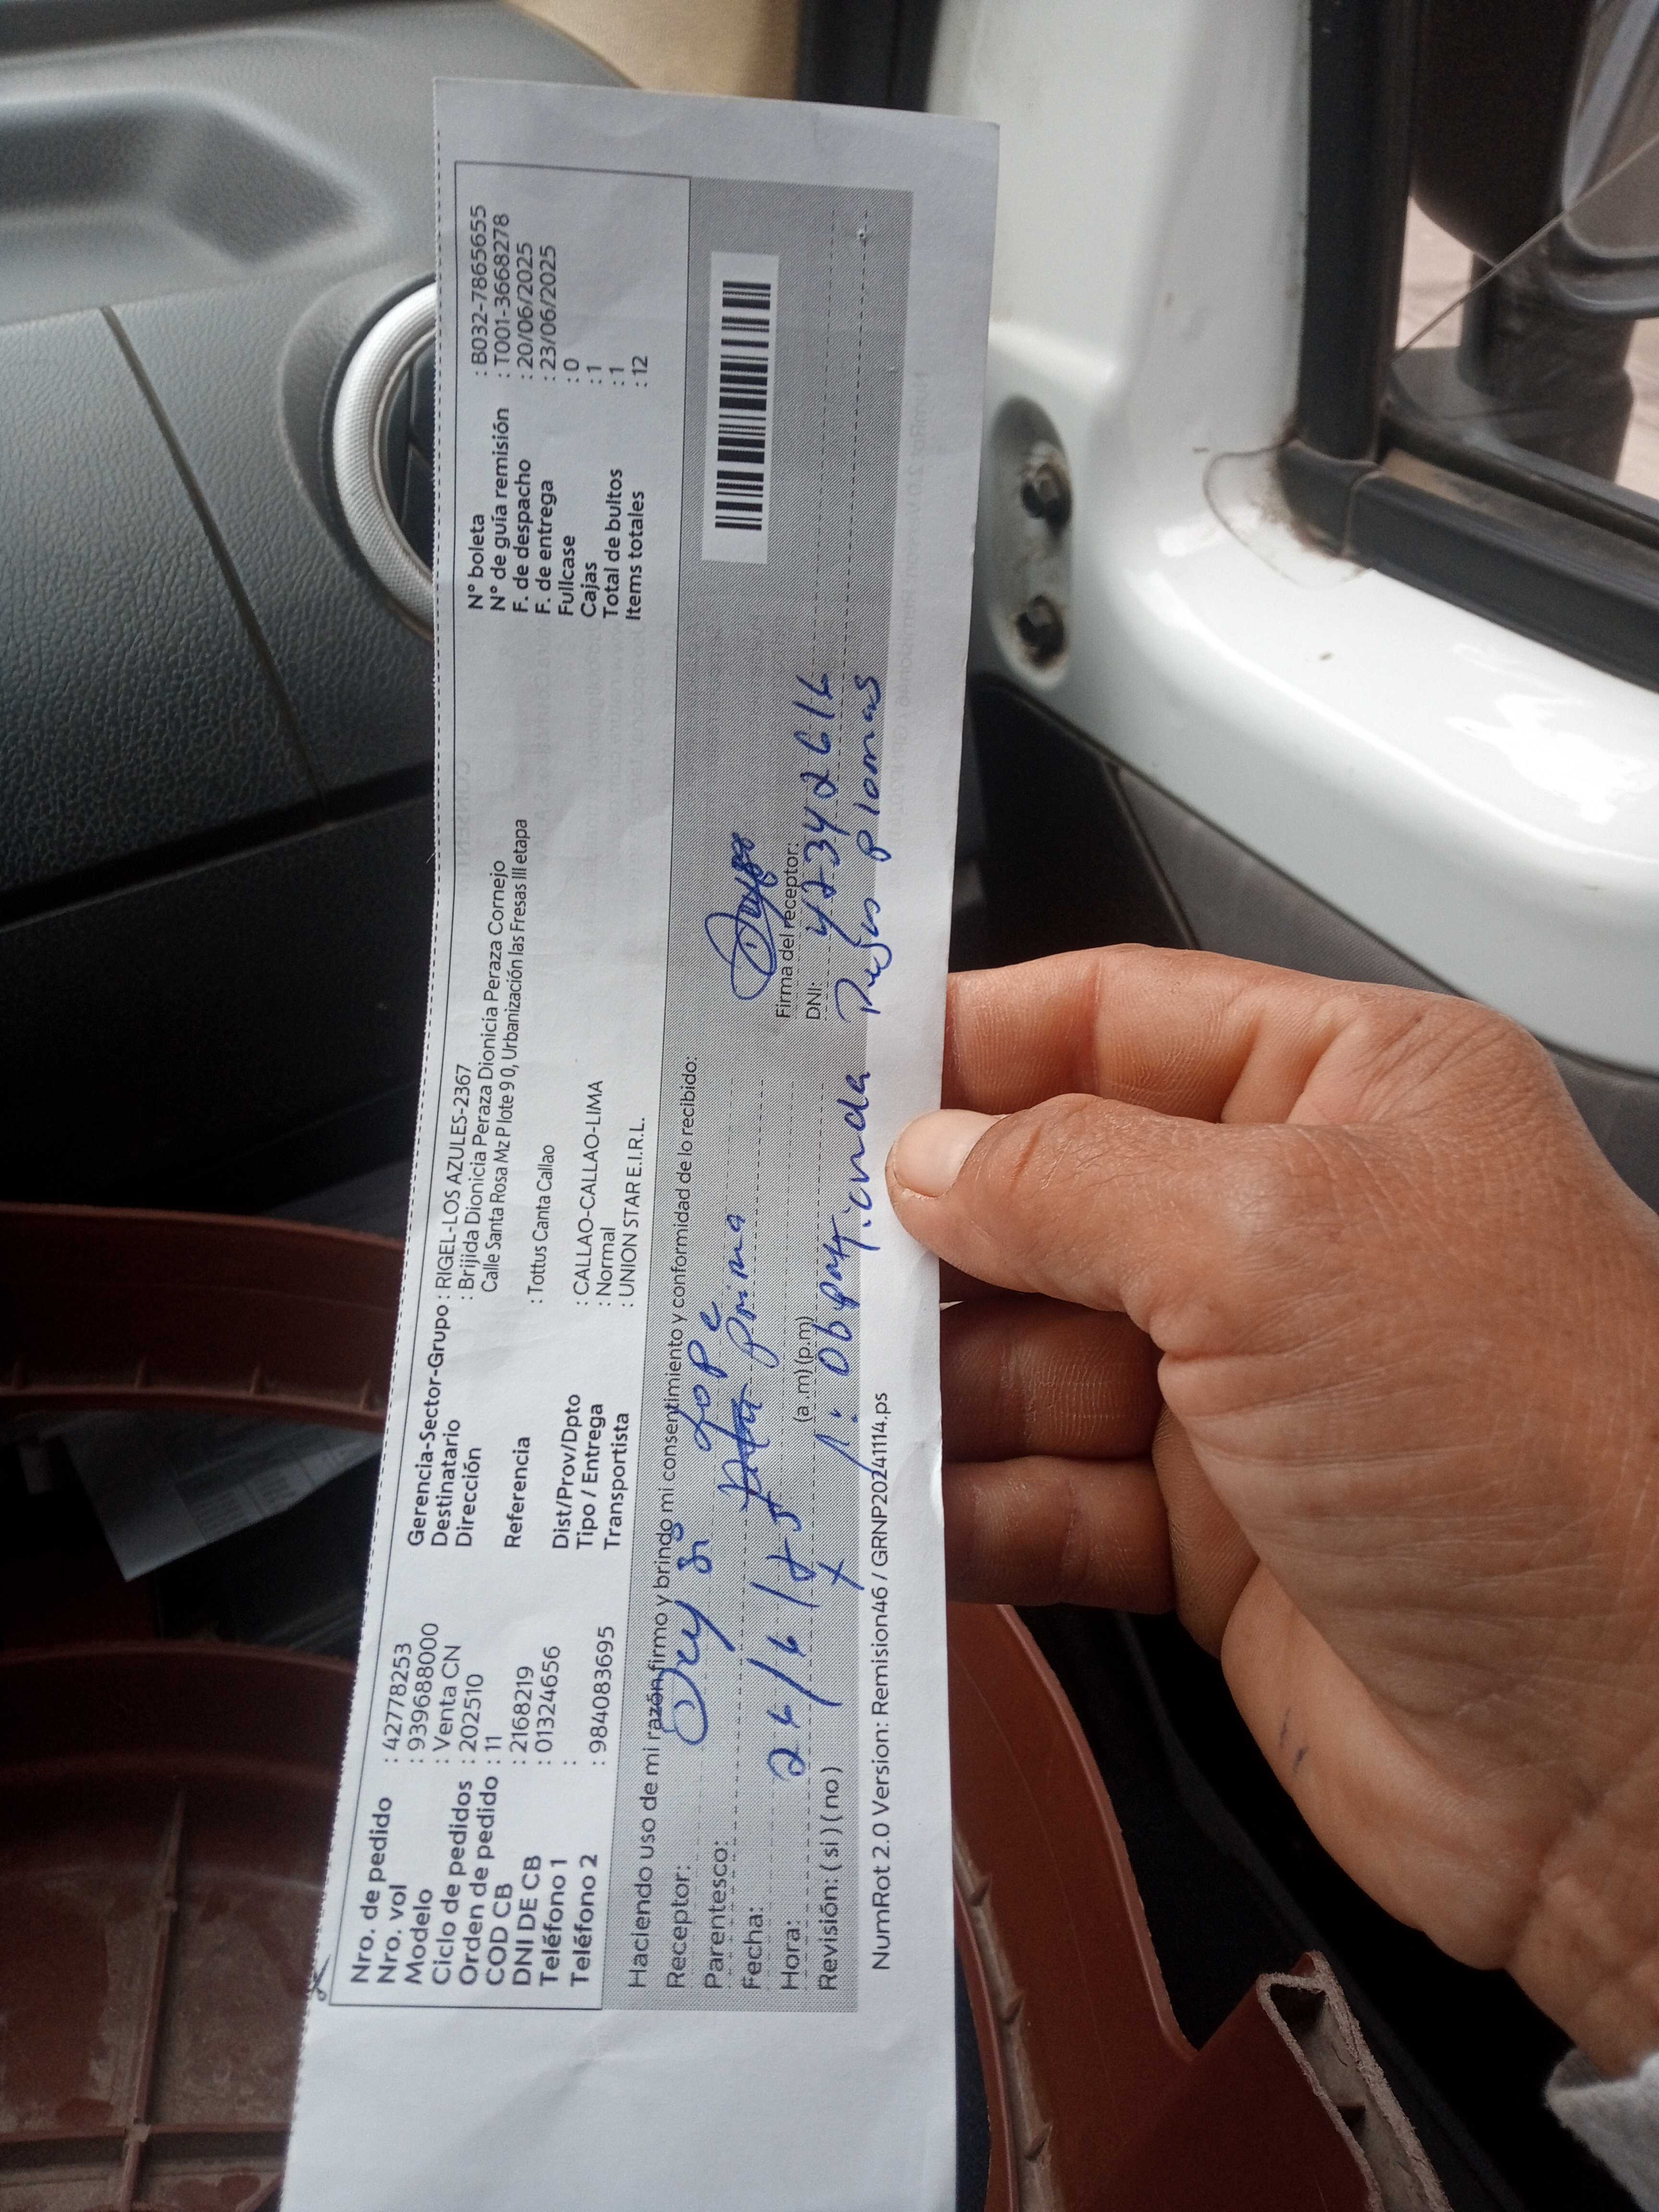 Nro. de pedido : 42778253
Nro. vol : 939688000
Modelo : Venta CN
Ciclo de pedidos : 202510
Orden de pedido : 11
COD CB : 2168219
DNI DE CB : 01324656
Teléfono 1 :
Teléfono 2 : 984083695
Gerencia-Sector-Grupo : RIGEL-LOS AZULES-2367
Destinatario : Brijida Dionicia Peraza Dionicia Peraza Cornejo
Dirección Calle Santa Rosa Mz P lote 9 0, Urbanización las Fresas III etapa
Referencia : Tottus Canta Callao
Dist/Prov/Dpto : CALLAO-CALLAO-LIMA
Tipo / Entrega : Normal
Transportista : UNION STAR E.I.R.L.
N° boleta : B032-7865655
N° de guía remisión : T001-3668278
F. de despacho : 20/06/2025
F. de entrega : 23/06/2025
Fullcase : 0
Cajas : 1
Total de bultos : 1
Items totales : 12
Haciendo uso de mi razón firmo y brindo mi consentimiento y conformidad de lo recibido:
Receptor: Deysi Lope
Parentesco: prima
Fecha:
Hora: (a .m) (p.m)
Revisión: ( si ) ( no )
Firma del receptor:
DNI:
Rejas plomas
NumRot 2.0 Version: Remision46 / GRNP20241114.ps